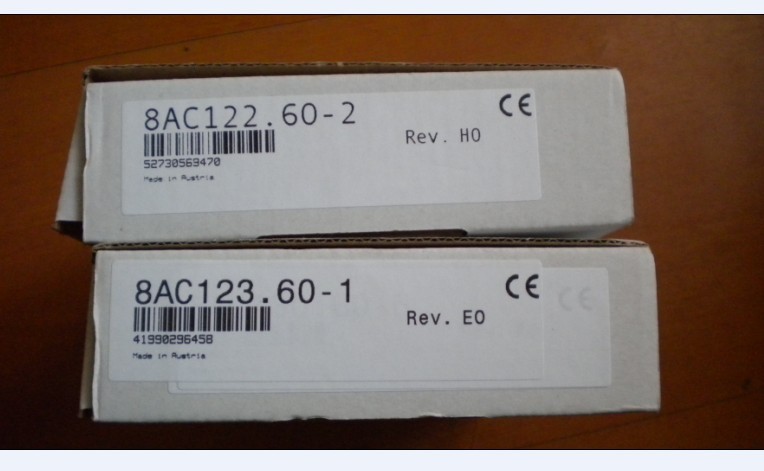 8AC122.60-2
CE
Rev. H0
52730569470
Made in Austria
8AC123.60-1
CE
CE
Rev. E0
41990296458
Made in Austria